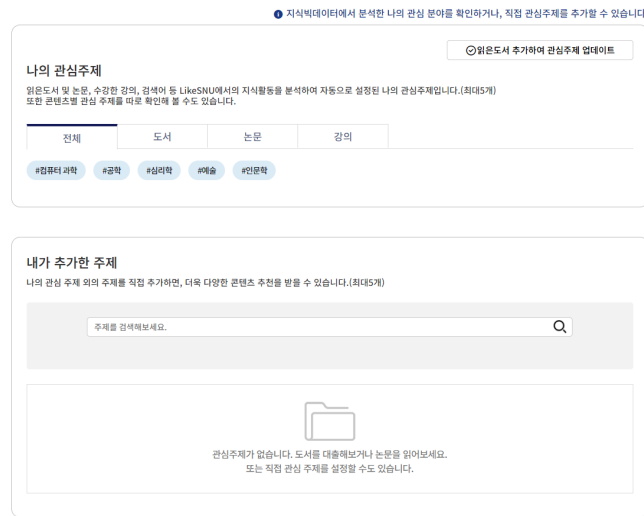 지식빅데이터에서 분석한 나의 관심 분야를 확인하거나, 직접 관심주제를 추가할 수 있습니다
읽은도서 추가하여 관심주제 업데이트
나의 관심주제
읽은도서 및 논문, 수강한 강의, 검색어 등 LikeSNU에서의 지식활동을 분석하여 자동으로 설정된 나의 관심주제입니다.(최대5개)
또한 콘텐츠별 관심 주제를 따로 확인해 볼 수도 있습니다.
전체 도서 논문 강의
#컴퓨터 과학 #공학 #심리학 #예술 #인문학
내가 추가한 주제
나의 관심 주제 외의 주제를 직접 추가하면, 더욱 다양한 콘텐츠 추천을 받을 수 있습니다.(최대5개)
주제를 검색해보세요.
관심주제가 없습니다. 도서를 대출해보거나 논문을 읽어보세요.
또는 직접 관심 주제를 설정할 수도 있습니다.